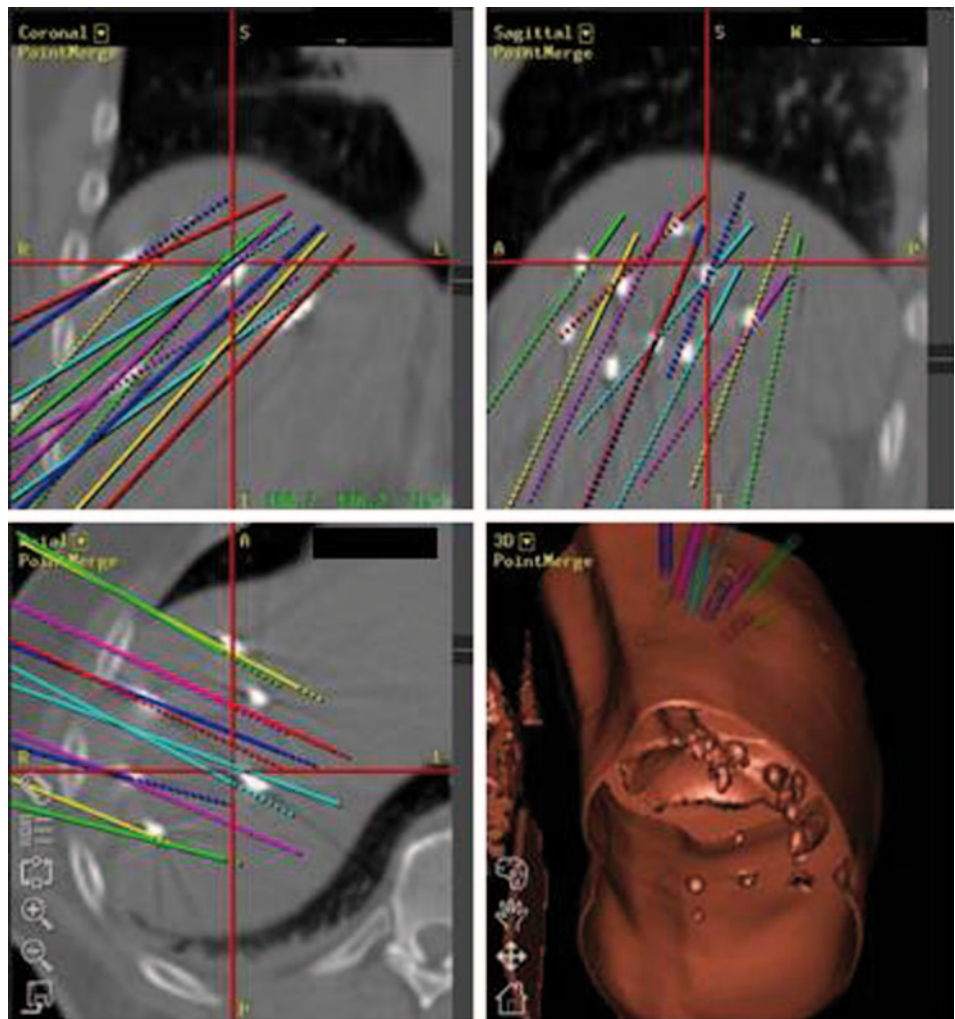 Coronal
PointMerge
S
R
L
I
Sagittal
PointMerge
S
A
P
I
Axial
PointMerge
A
R
L
P
3D
PointMerge